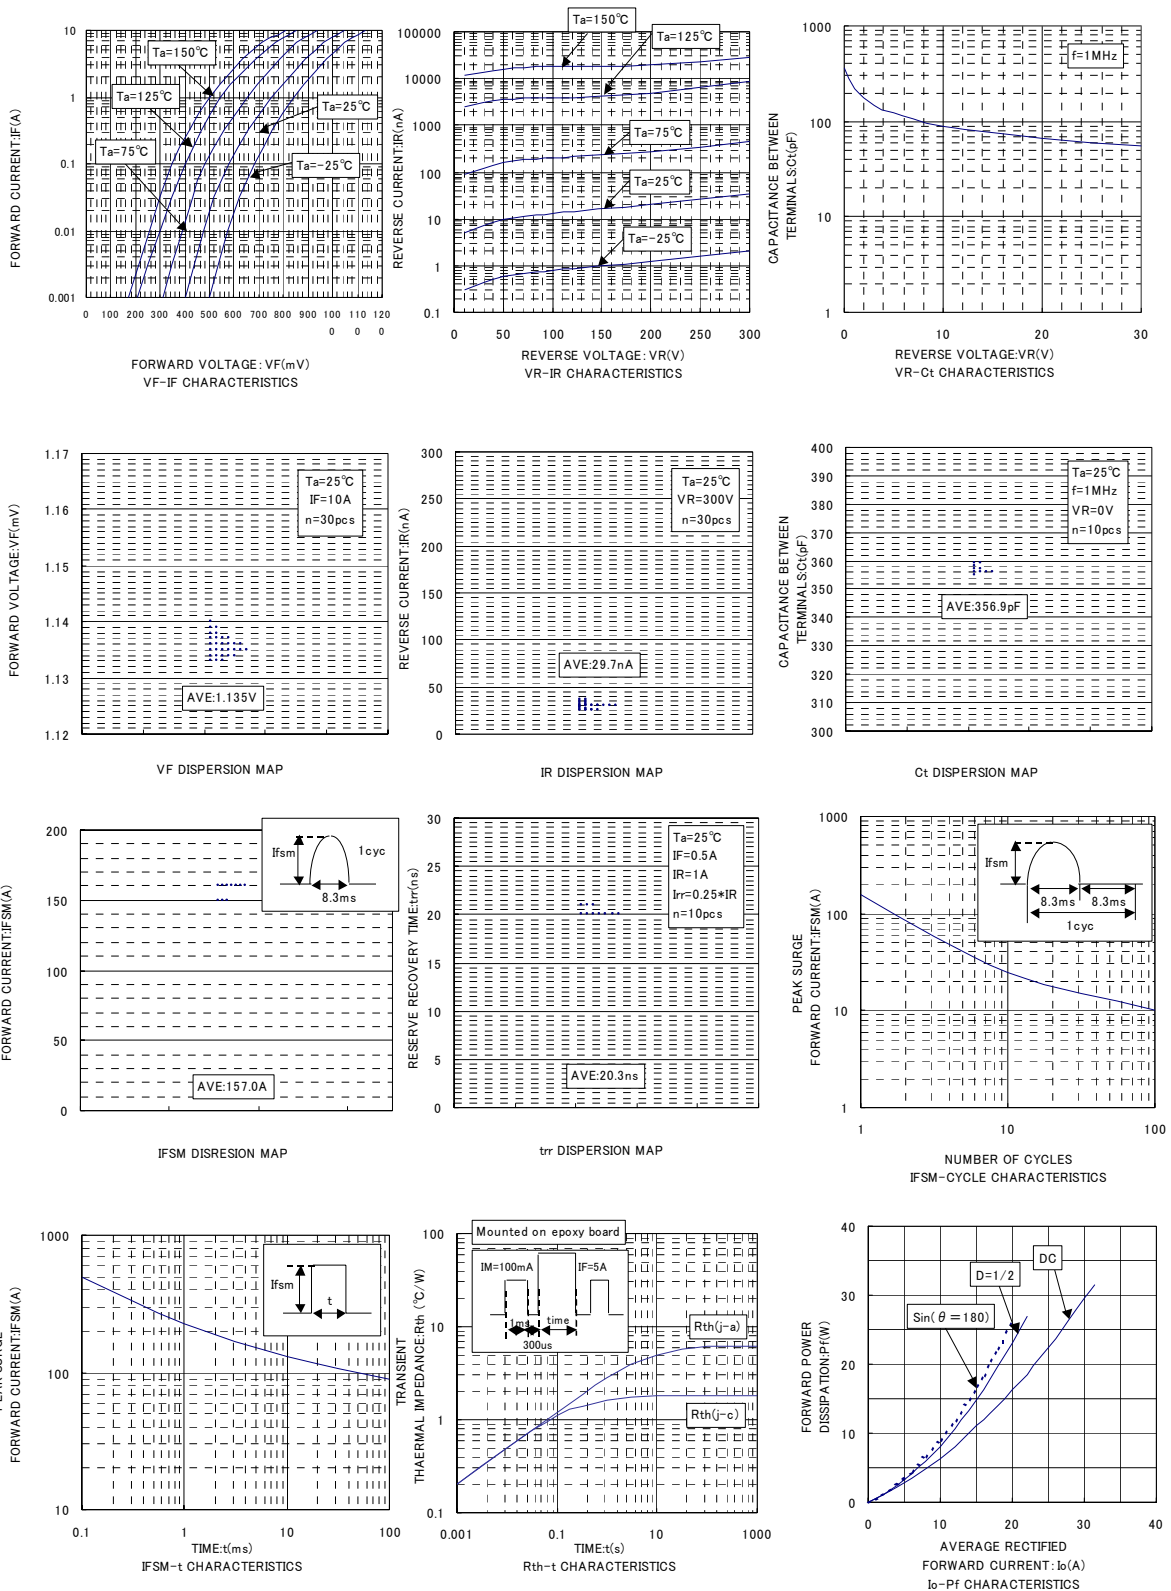 FORWARD CURRENT:IF(A)
10
1
0.1
0.01
0.001
Ta=150℃
Ta=125℃
Ta=75℃
Ta=25℃
Ta=-25℃
0 100 200 300 400 500 600 700 800 900 100 110 120
0 0 0
FORWARD VOLTAGE:VF(mV)
VF-IF CHARACTERISTICS
REVERSE CURRENT:IR(nA)
100000
10000
1000
100
10
1
0.1
Ta=150℃
Ta=125℃
Ta=75℃
Ta=25℃
Ta=-25℃
0 50 100 150 200 250 300
REVERSE VOLTAGE:VR(V)
VR-IR CHARACTERISTICS
CAPACITANCE BETWEEN
TERMINALS:Ct(pF)
1000
100
10
1
f=1MHz
0 10 20 30
REVERSE VOLTAGE:VR(V)
VR-Ct CHARACTERISTICS
FORWARD VOLTAGE:VF(mV)
1.17
1.16
1.15
1.14
1.13
1.12
Ta=25℃
IF=10A
n=30pcs
AVE:1.135V
VF DISPERSION MAP
REVERSE CURRENT:IR(nA)
300
250
200
150
100
50
0
Ta=25℃
VR=300V
n=30pcs
AVE:29.7nA
IR DISPERSION MAP
CAPACITANCE BETWEEN
TERMINALS:Ct(pF)
400
390
380
370
360
350
340
330
320
310
300
Ta=25℃
f=1MHz
VR=0V
n=10pcs
AVE:356.9pF
Ct DISPERSION MAP
FORWARD CURRENT:IFSM(A)
200
150
100
50
0
Ifsm
1cyc
8.3ms
AVE:157.0A
IFSM DISRESION MAP
RESERVE RECOVERY TIME:trr(ns)
30
25
20
15
10
5
0
Ta=25℃
IF=0.5A
IR=1A
Irr=0.25*IR
n=10pcs
AVE:20.3ns
trr DISPERSION MAP
PEAK SURGE
FORWARD CURRENT:IFSM(A)
1000
100
10
1
Ifsm
8.3ms 8.3ms
1cyc
1 10 100
NUMBER OF CYCLES
IFSM-CYCLE CHARACTERISTICS
FORWARD CURRENT:IFSM(A)
1000
100
10
Ifsm
t
0.1 1 10 100
TIME:t(ms)
IFSM-t CHARACTERISTICS
TRANSIENT
THAERMAL IMPEDANCE:Rth (℃/W)
100
10
1
0.1
Mounted on epoxy board
IM=100mA IF=5A
1ms time
300us
Rth(j-a)
Rth(j-c)
0.001 0.1 10 1000
TIME:t(s)
Rth-t CHARACTERISTICS
FORWARD POWER
DISSIPATION:Pf(W)
40
30
20
10
0
DC
D=1/2
Sin(θ=180)
0 10 20 30 40
AVERAGE RECTIFIED
FORWARD CURRENT:Io(A)
Io-Pf CHARACTERISTICS